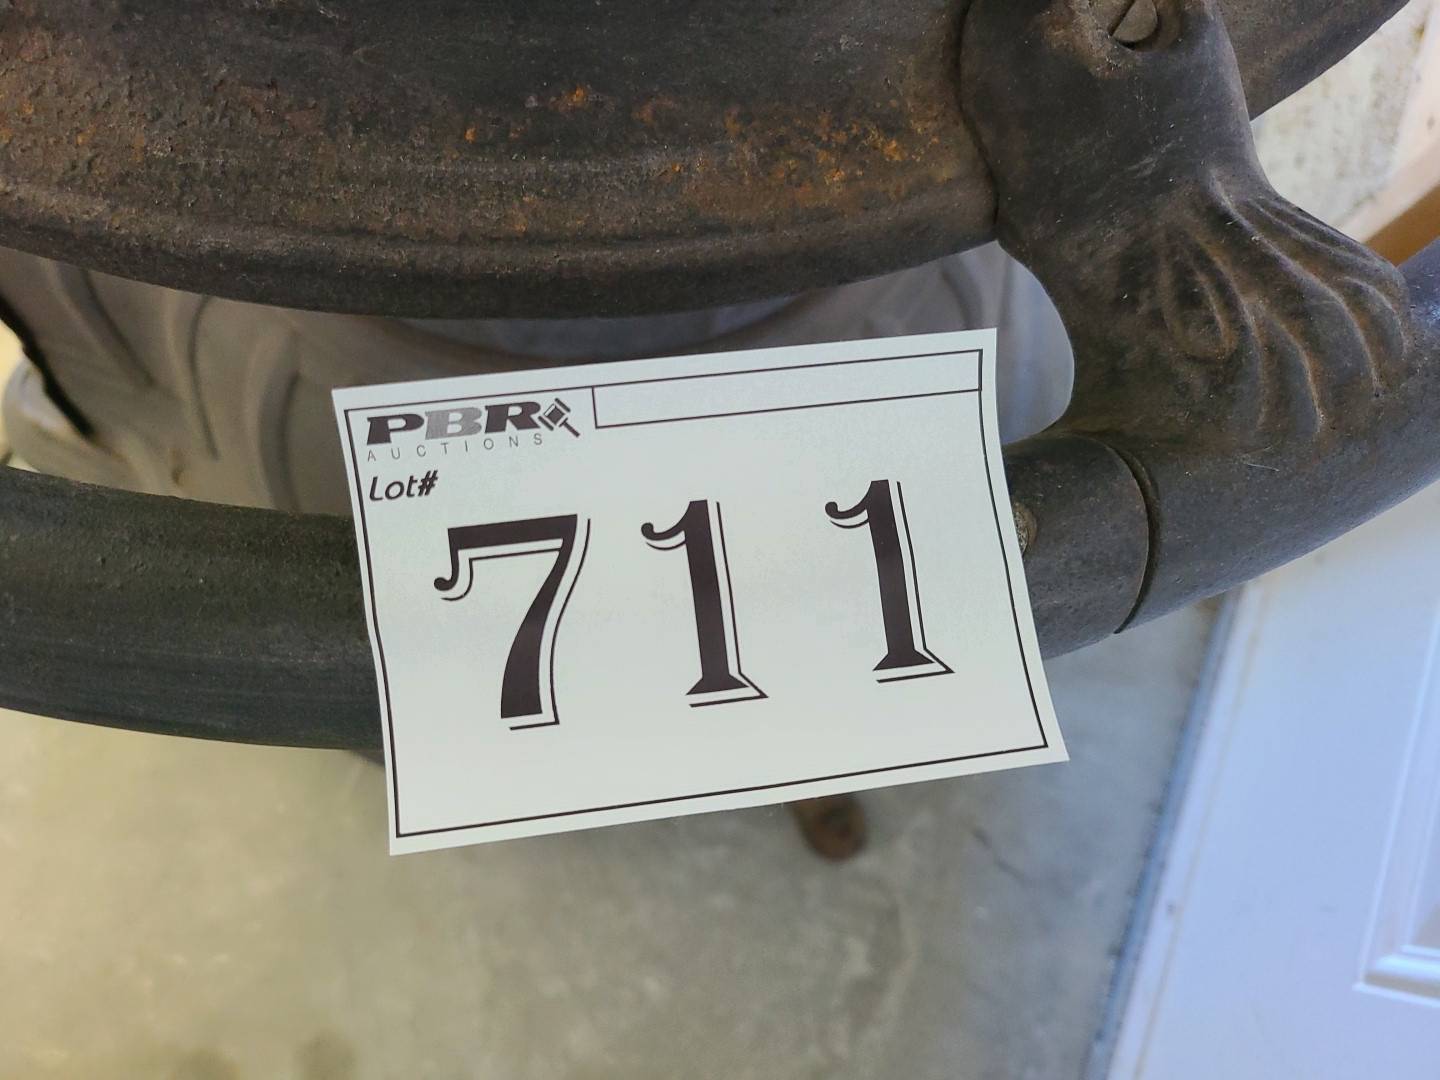 PBR
AUCTIONS
Lot#
711